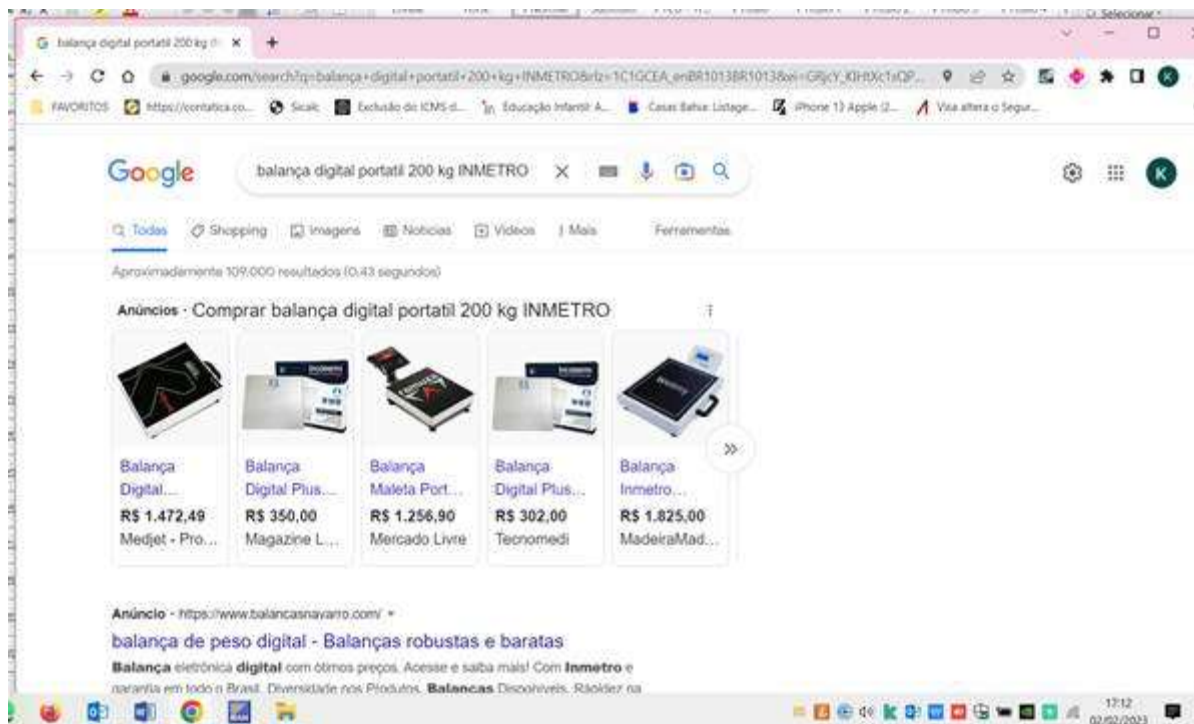 Selecionar
balança digital portatil 200 kg
google.com/search?q=balança+digital+portatil+200+kg+INMETRO&rlz=1C1GCEA_enBR1013BR1013&
FAVORITOS
Sicalc
Exclusão do ICMS d...
Educação Infantil A...
Casas Bahia: Listage...
iPhone 13 Apple (2...
Visa altera o Segur...
Google
balança digital portatil 200 kg INMETRO
K
Todas
Shopping
Imagens
Notícias
Vídeos
Mais
Ferramentas
Aproximadamente 109.000 resultados (0,43 segundos)
Anúncios · Comprar balança digital portatil 200 kg INMETRO
Balança Digital...
R$ 1.472,49
Medjet - Pro...
Balança Digital Plus...
R$ 350,00
Magazine L...
Balança Maleta Port...
R$ 1.256,90
Mercado Livre
Balança Digital Plus...
R$ 302,00
Tecnomedi
Balança Inmetro...
R$ 1.825,00
MadeiraMad...
Anúncio · https://www.balancasnavarro.com/
balança de peso digital - Balanças robustas e baratas
Balança eletrônica digital com ótimos preços. Acesse e saiba mais! Com Inmetro e
garantia em todo o Brasil. Diversidade nos Produtos. Balanças Disponíveis. Rapidez na
17:12
02/02/2023